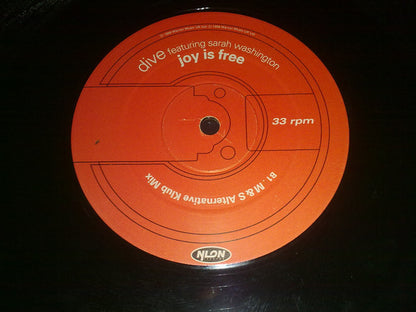 dive featuring sarah washington
joy is free
33 rpm
B1. M & S Alternative Klub Mix
NLON